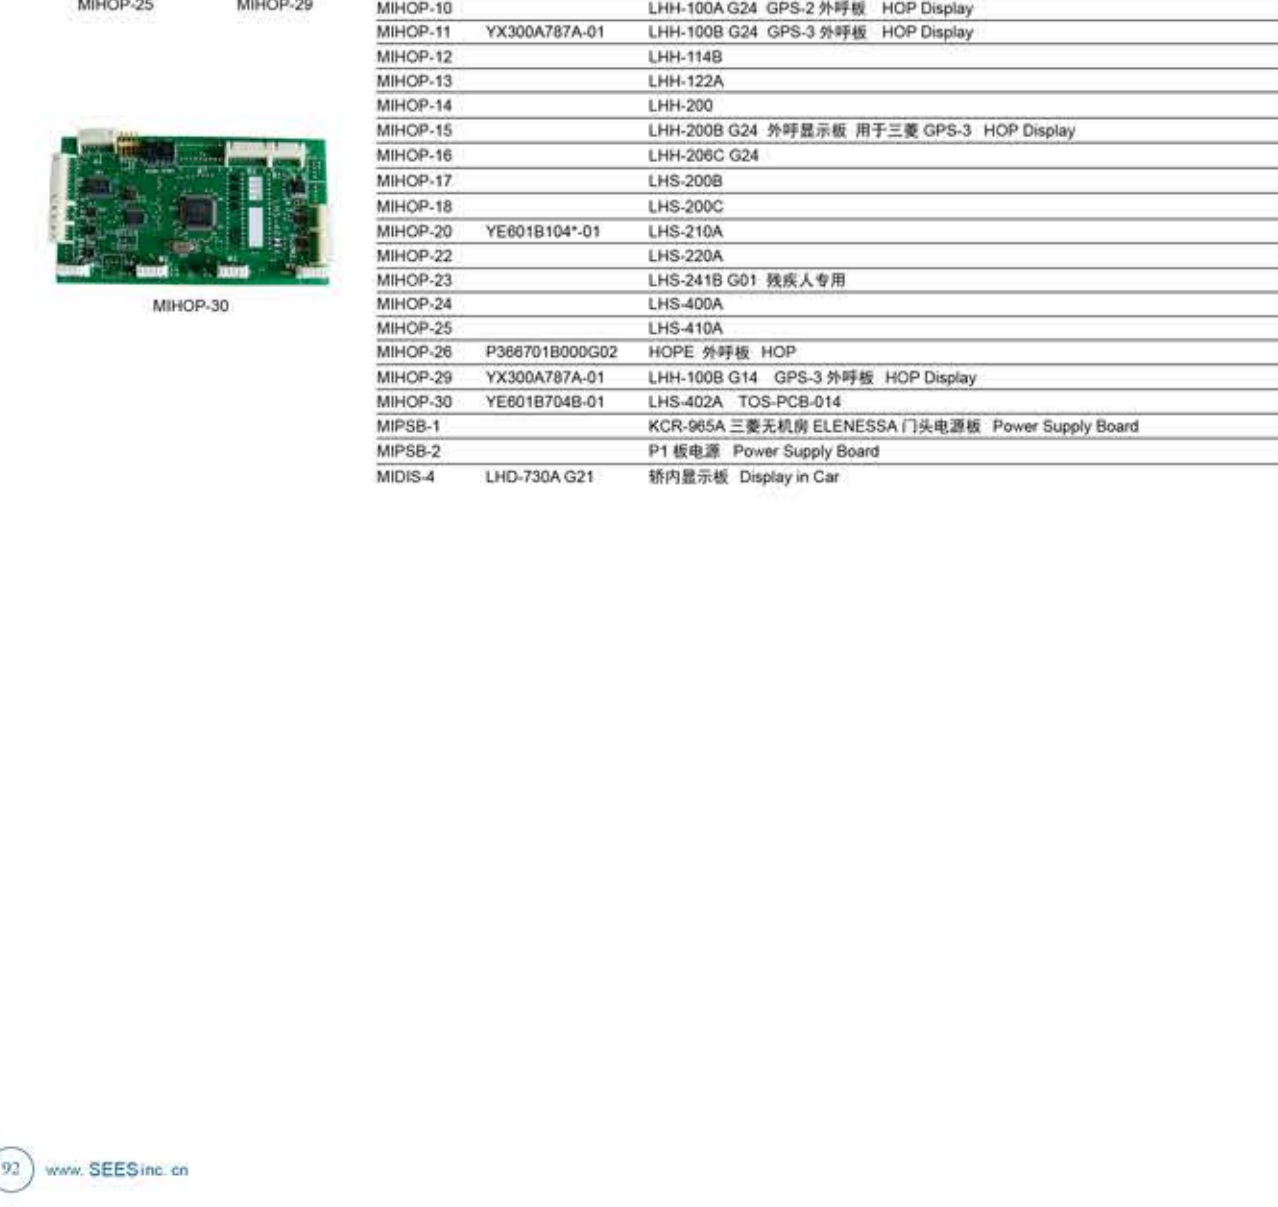 MIHOP-25 MIHOP-29
MIHOP-30
MIHOP-10 LHH-100A G24 GPS-2 外呼板 HOP Display
MIHOP-11 YX300A787A-01 LHH-100B G24 GPS-3 外呼板 HOP Display
MIHOP-12 LHH-114B
MIHOP-13 LHH-122A
MIHOP-14 LHH-200
MIHOP-15 LHH-200B G24 外呼显示板 用于三菱 GPS-3 HOP Display
MIHOP-16 LHH-206C G24
MIHOP-17 LHS-200B
MIHOP-18 LHS-200C
MIHOP-20 YE601B104*-01 LHS-210A
MIHOP-22 LHS-220A
MIHOP-23 LHS-241B G01 残疾人专用
MIHOP-24 LHS-400A
MIHOP-25 LHS-410A
MIHOP-26 P366701B000G02 HOPE 外呼板 HOP
MIHOP-29 YX300A787A-01 LHH-100B G14 GPS-3 外呼板 HOP Display
MIHOP-30 YE601B704B-01 LHS-402A TOS-PCB-014
MIPSB-1 KCR-965A 三菱无机房 ELENESSA 门头电源板 Power Supply Board
MIPSB-2 P1 板电源 Power Supply Board
MIDIS-4 LHD-730A G21 轿内显示板 Display in Car
92 www. SEESinc. cn